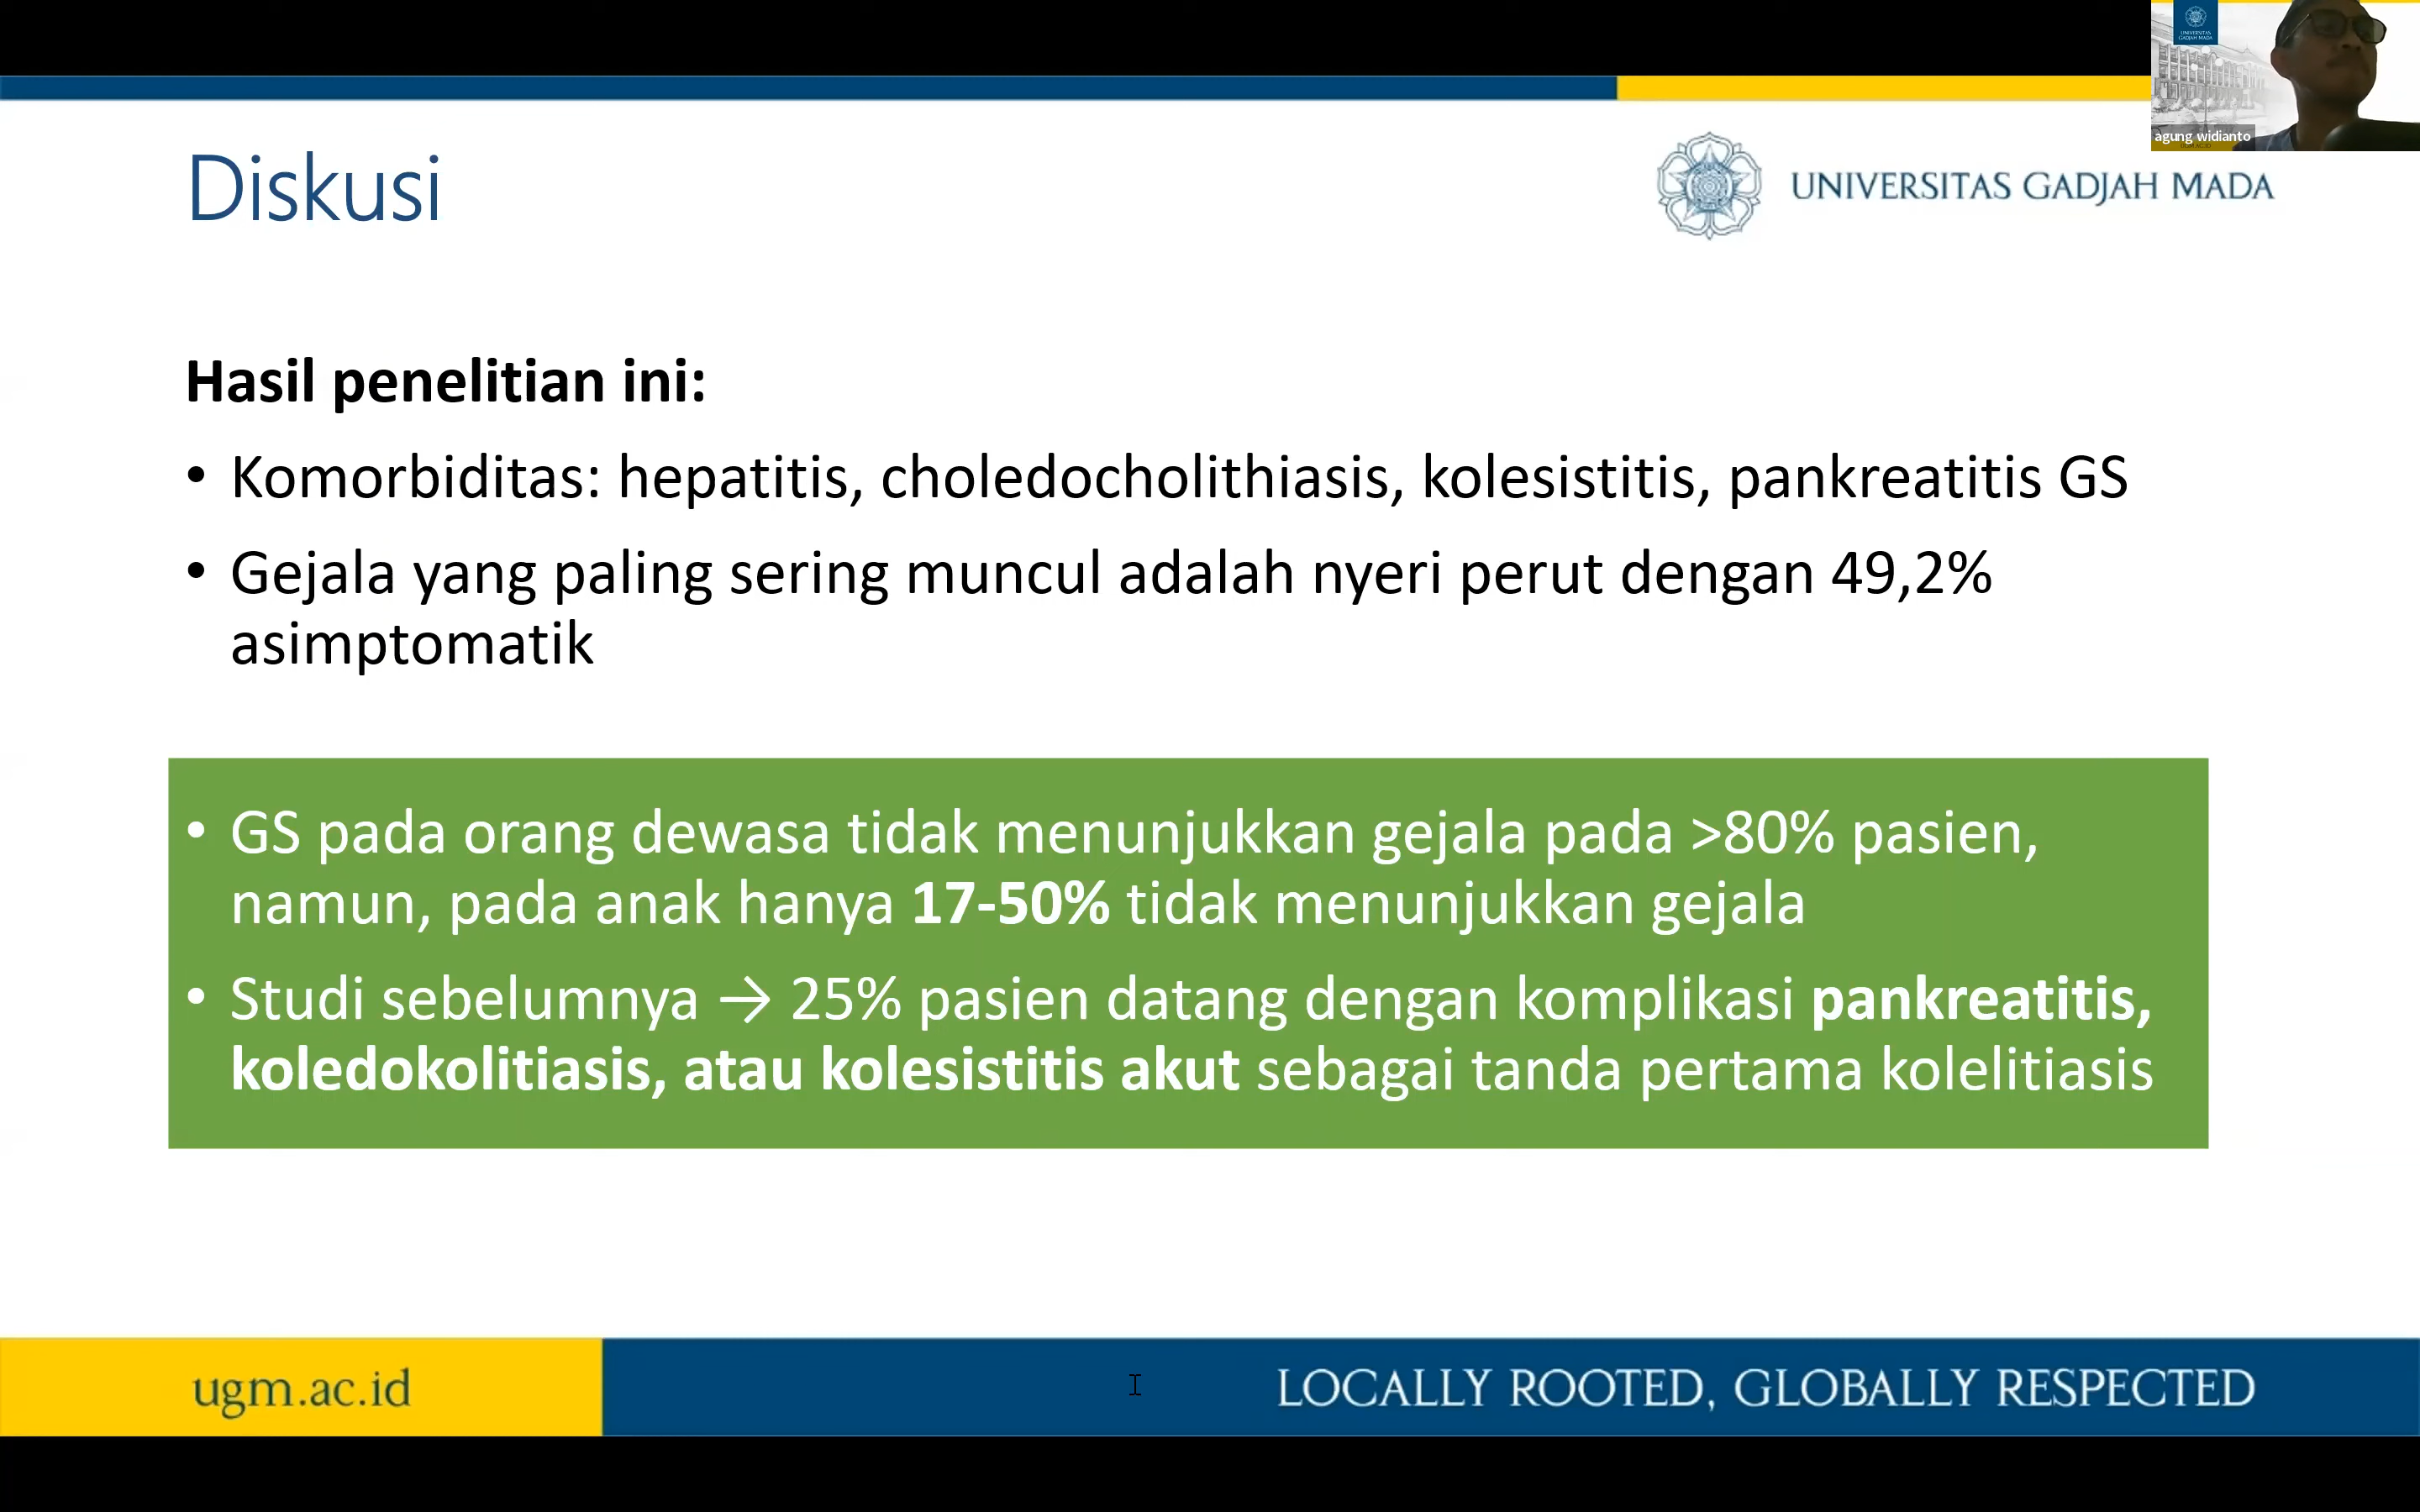 agung widianto
Diskusi
UNIVERSITAS GADJAH MADA
Hasil penelitian ini:
• Komorbiditas: hepatitis, choledocholithiasis, kolesistitis, pankreatitis GS
• Gejala yang paling sering muncul adalah nyeri perut dengan 49,2%
asimptomatik
• GS pada orang dewasa tidak menunjukkan gejala pada >80% pasien,
namun, pada anak hanya 17-50% tidak menunjukkan gejala
• Studi sebelumnya → 25% pasien datang dengan komplikasi pankreatitis,
koledokolitiasis, atau kolesistitis akut sebagai tanda pertama kolelitiasis
ugm.ac.id
LOCALLY ROOTED, GLOBALLY RESPECTED